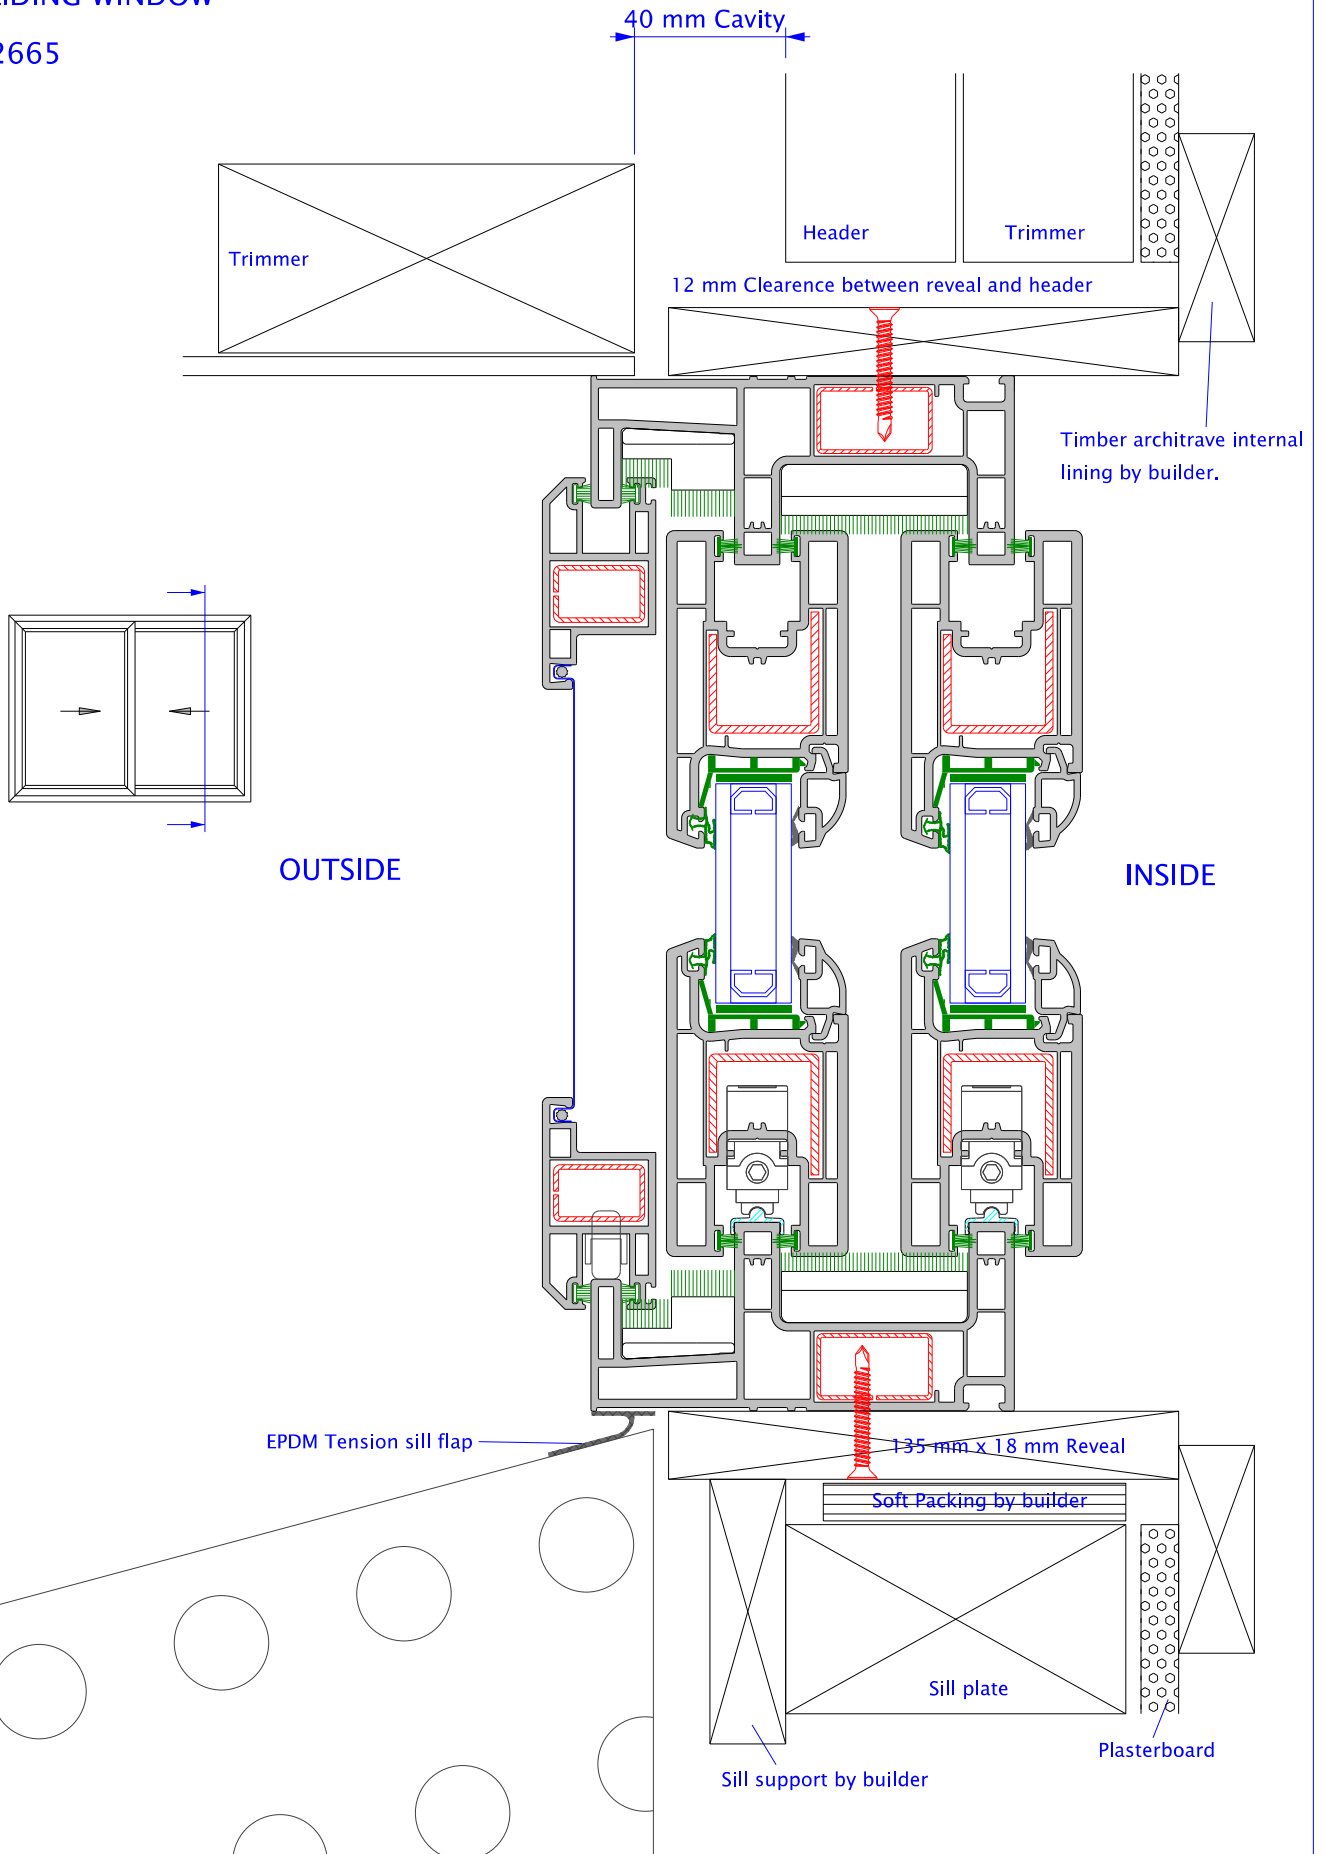 WINDOW
2665
40 mm Cavity
Header
Trimmer
Trimmer
12 mm Clearence between reveal and header
Timber architrave internal
lining by builder.
OUTSIDE
INSIDE
EPDM Tension sill flap
135 mm x 18 mm Reveal
Soft Packing by builder
Sill plate
Plasterboard
Sill support by builder